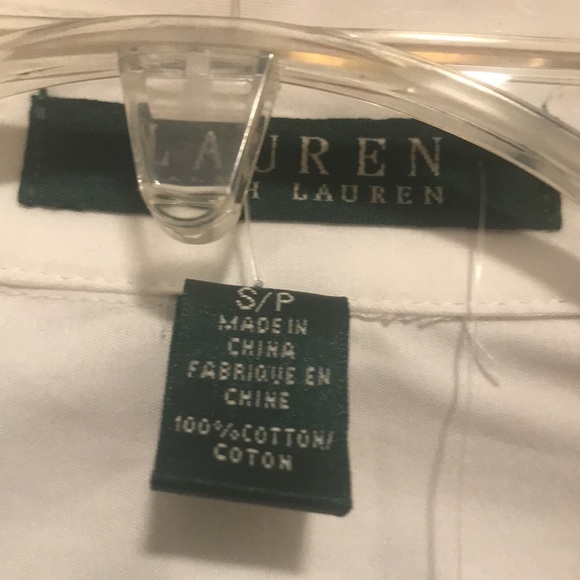 LAUREN
H LAUREN
S/P
MADE IN
CHINA
FABRIQUE EN
CHINE
100%COTTON/
COTON